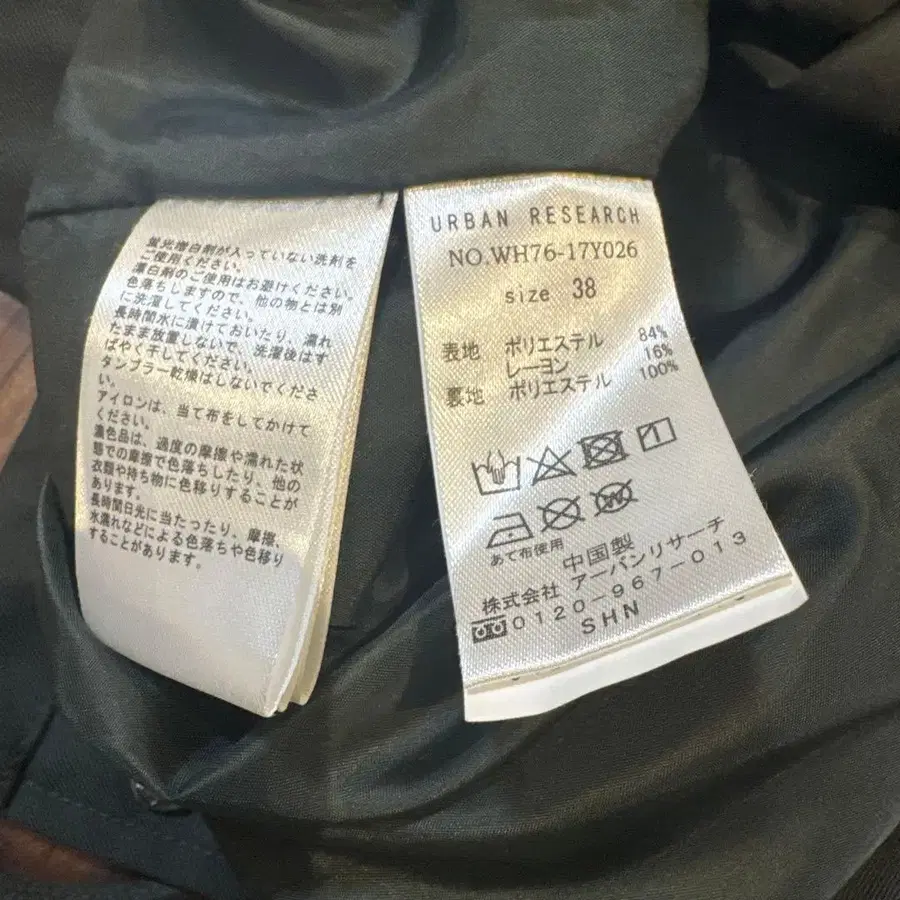 蛍光増白剤が入っていない洗剤を
ご使用ください。
漂白剤のご使用はお避けください。
色落ちしますので、他の物とは別
に洗濯してください。
長時間水に漬けておいたり、濡れ
たまま放置しないで、洗濯後はす
ばやく干してください。
タンブラー乾燥はしないでくださ
い。
アイロンは、当て布をしてかけて
ください。
濃色品は、過度の摩擦や濡れた状
態での摩擦で色落ちしたり、他の
衣類や持ち物に色移りすることが
あります。
長時間日光に当たったり、摩擦、
水濡れなどによる色落ちや色移り
することがあります。
URBAN RESEARCH
NO.WH76-17Y026
size 38
表地 ポリエステル 84%
レーヨン 16%
裏地 ポリエステル 100%
あて布使用
中国製
株式会社 アーバンリサーチ
0120-967-013
SHN